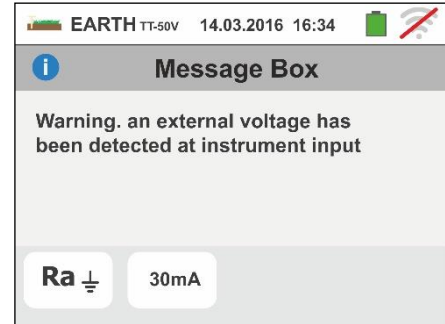 EARTH TT-50V 14.03.2016 16:34
i
Message Box
Warning. an external voltage has
been detected at instrument input
Ra 30mA